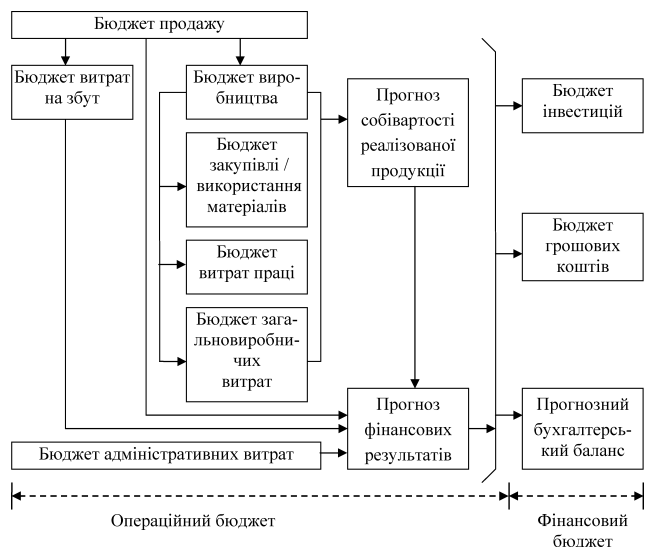 Бюджет продажу
Бюджет витрат
на збут
Бюджет виро-
бництва
Бюджет
закупівлі /
використання
матеріалів
Бюджет
витрат праці
Бюджет зага-
льновиробни-
чих
витрат
Прогноз
собівартості
реалізованої
продукції
Прогноз
фінансових
результатів
Бюджет адміністративних витрат
Бюджет
інвестицій
Бюджет
грошових
коштів
Прогнозний
бухгалтерсь-
кий баланс
Операційний бюджет
Фінансовий
бюджет